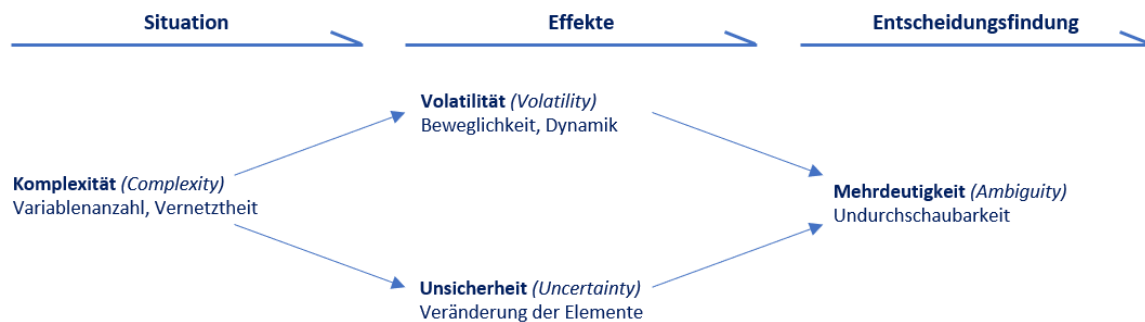 Situation
Effekte
Entscheidungsfindung
Volatilität (Volatility)
Beweglichkeit, Dynamik
Komplexität (Complexity)
Variablenanzahl, Vernetztheit
Mehrdeutigkeit (Ambiguity)
Undurchschaubarkeit
Unsicherheit (Uncertainty)
Veränderung der Elemente